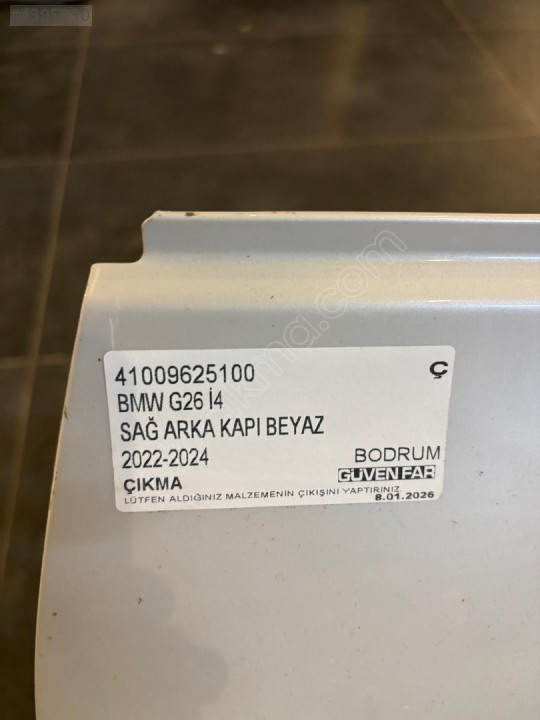 41009625100 Ç
BMW G26 İ4
SAĞ ARKA KAPI BEYAZ
2022-2024 BODRUM
ÇIKMA GÜVEN FAR
LÜTFEN ALDIĞINIZ MALZEMENİN ÇIKIŞINI YAPTIRINIZ
8.01.2026